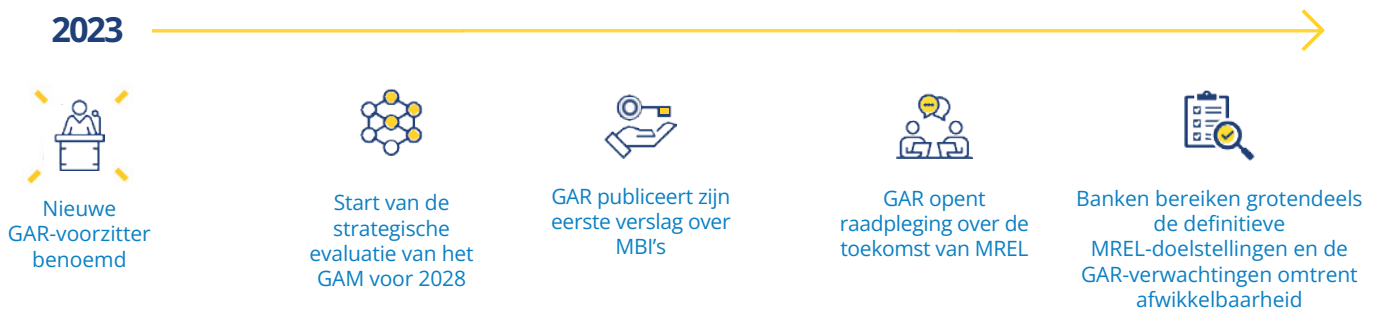 2023
Nieuwe
GAR-voorzitter
benoemd
Start van de
strategische
evaluatie van het
GAM voor 2028
GAR publiceert zijn
eerste verslag over
MBI's
GAR opent
raadpleging over de
toekomst van MREL
Banken bereiken grotendeels
de definitieve
MREL-doelstellingen en de
GAR-verwachtingen omtrent
afwikkelbaarheid